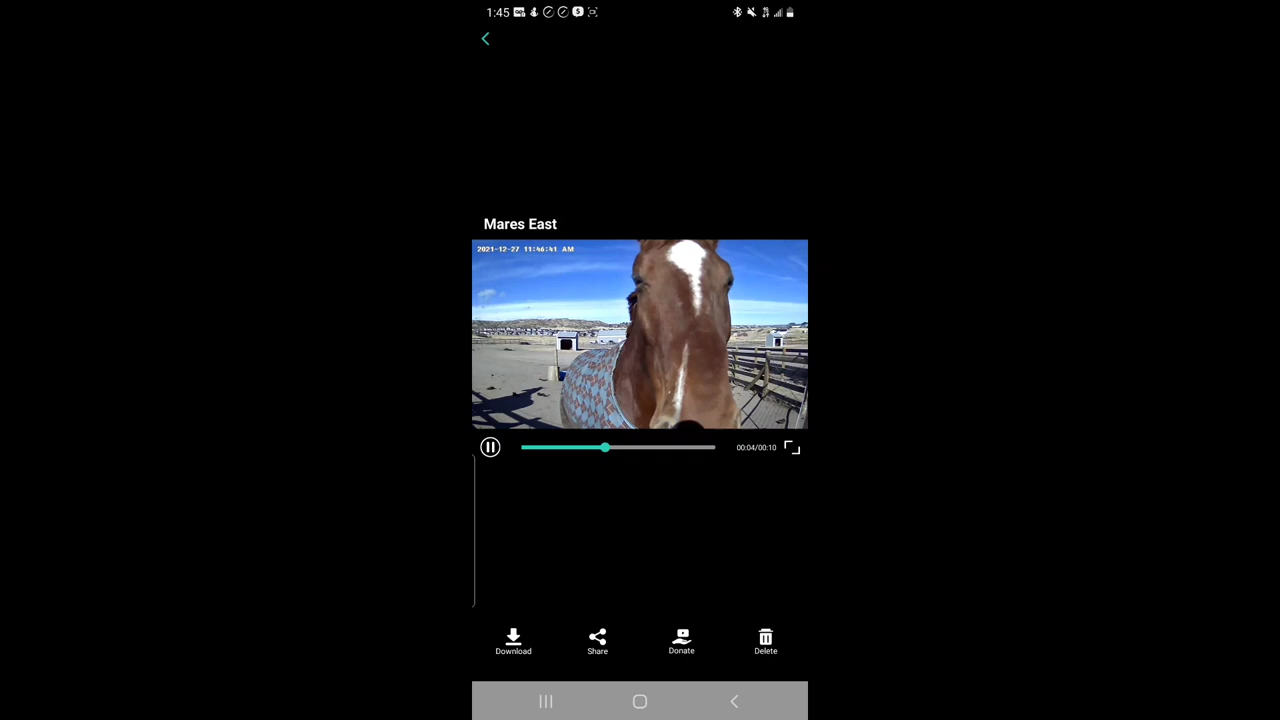 1:45
Mares East
2021-12-27 11:46:41 AM
00:04/00:10
Download
Share
Donate
Delete